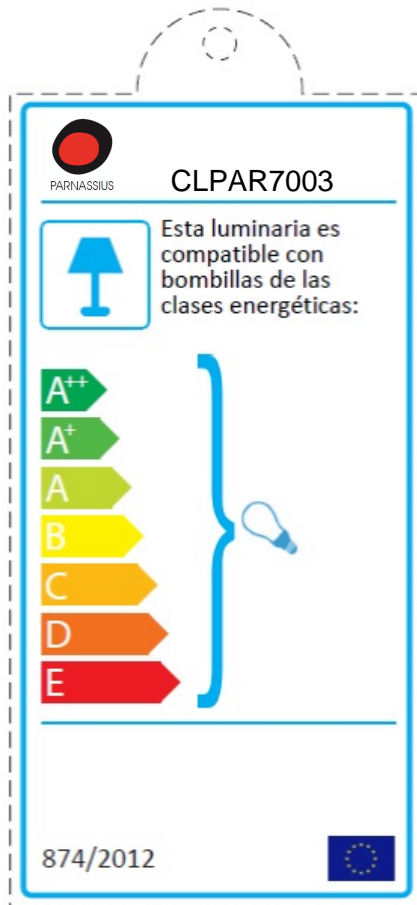 PARNASSIUS
CLPAR7003
Esta luminaria es
compatible con
bombillas de las
clases energéticas:
A++
A+
A
B
C
D
E
874/2012